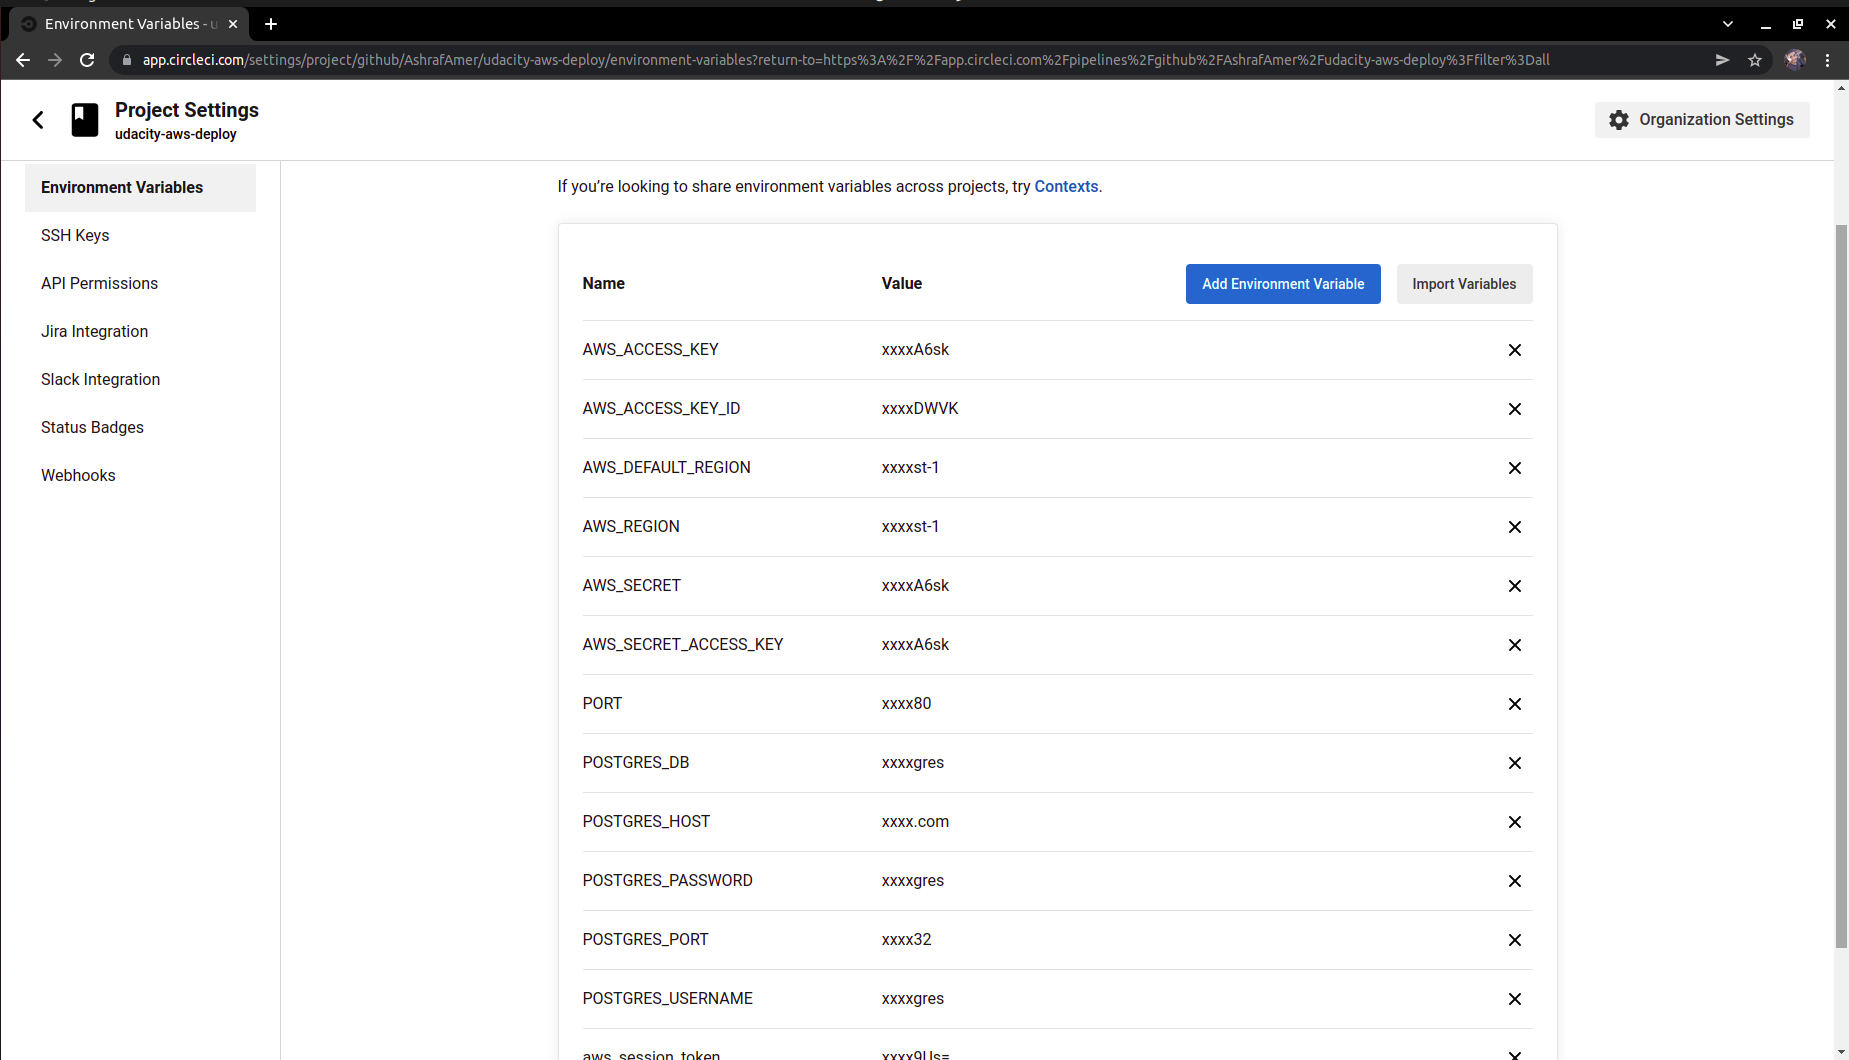 Environment Variables - u
app.circleci.com/settings/project/github/AshrafAmer/udacity-aws-deploy/environment-variables?return-to=https%3A%2F%2Fapp.circleci.com%2Fpipelines%2Fgithub%2FAshrafAmer%2Fudacity-aws-deploy%3Ffilter%3Dall
Project Settings
udacity-aws-deploy
Organization Settings
Environment Variables
SSH Keys
API Permissions
Jira Integration
Slack Integration
Status Badges
Webhooks
If you’re looking to share environment variables across projects, try Contexts.
Name Value Add Environment Variable Import Variables
AWS_ACCESS_KEY xxxxA6sk
AWS_ACCESS_KEY_ID xxxxDWVK
AWS_DEFAULT_REGION xxxxst-1
AWS_REGION xxxxst-1
AWS_SECRET xxxxA6sk
AWS_SECRET_ACCESS_KEY xxxxA6sk
PORT xxxx80
POSTGRES_DB xxxxgres
POSTGRES_HOST xxxx.com
POSTGRES_PASSWORD xxxxgres
POSTGRES_PORT xxxx32
POSTGRES_USERNAME xxxxgres
aws_session_token xxxx9Us=